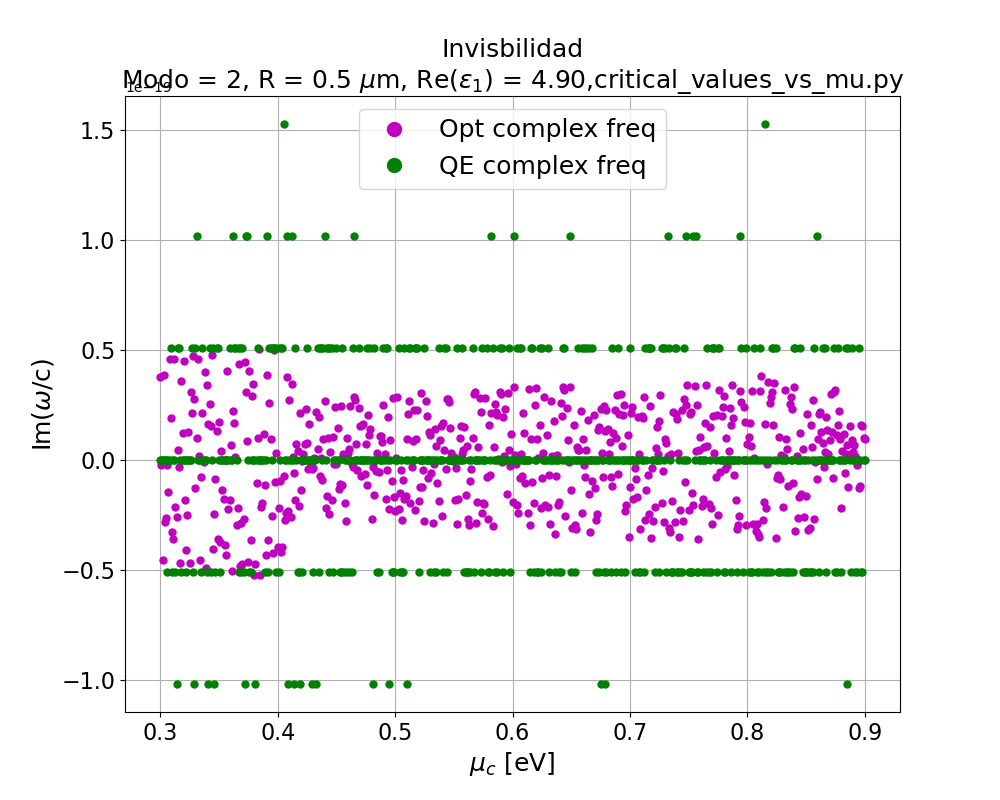 Invisbilidad
Modo = 2, R = 0.5 μm, Re(ε₁) = 4.90,critical_values_vs_mu.py
Opt complex freq
QE complex freq
1.5
1.0
0.5
0.0
−0.5
−1.0
Im(ω/c)
0.3 0.4 0.5 0.6 0.7 0.8 0.9
μc [eV]